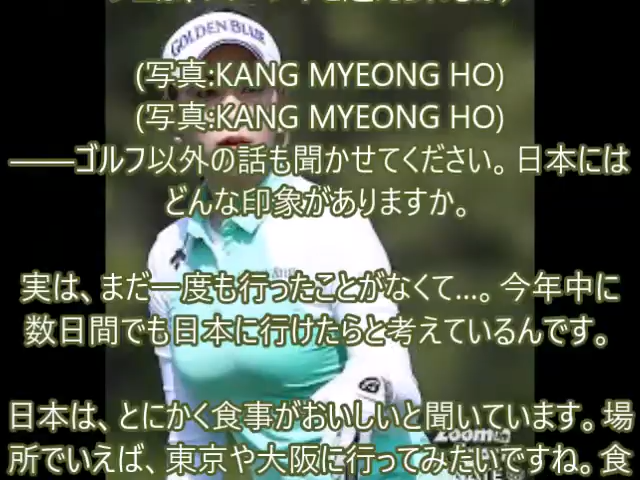 GOLDEN BLUE
(写真:KANG MYEONG HO)
(写真:KANG MYEONG HO)
――ゴルフ以外の話も聞かせてください。日本には
どんな印象がありますか。
実は、まだ一度も行ったことがなくて…。今年中に
数日間でも日本に行けたらと考えているんです。
日本は、とにかく食事がおいしいと聞いています。場
所でいえば、東京や大阪に行ってみたいですね。食